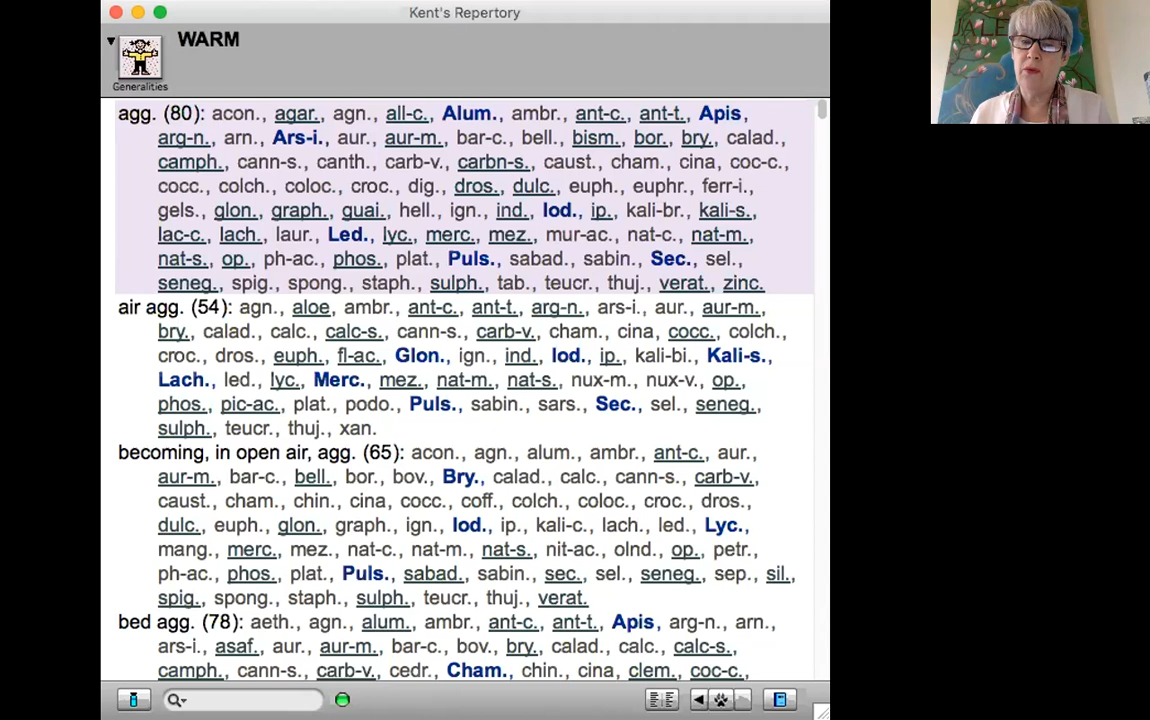 Kent's Repertory
WARM
Generalities
agg. (80): acon., agar., agn., all-c., Alum., ambr., ant-c., ant-t., Apis,
arg-n., arn., Ars-i., aur., aur-m., bar-c., bell., bism., bor., bry., calad.,
camph., cann-s., canth., carb-v., carbn-s., caust., cham., cina, coc-c.,
cocc., colch., coloc., croc., dig., dros., dulc., euph., euphr., ferr-i.,
gels., glon., graph., guai., hell., ign., ind., Iod., ip., kali-br., kali-s.,
lac-c., lach., laur., Led., lyc., merc., mez., mur-ac., nat-c., nat-m.,
nat-s., op., ph-ac., phos., plat., Puls., sabad., sabin., Sec., sel.,
seneg., spig., spong., staph., sulph., tab., teucr., thuj., verat., zinc.
air agg. (54): agn., aloe, ambr., ant-c., ant-t., arg-n., ars-i., aur., aur-m.,
bry., calad., calc., calc-s., cann-s., carb-v., cham., cina, cocc., colch.,
croc., dros., euph., fl-ac., Glon., ign., ind., Iod., ip., kali-bi., Kali-s.,
Lach., led., lyc., Merc., mez., nat-m., nat-s., nux-m., nux-v., op.,
phos., pic-ac., plat., podo., Puls., sabin., sars., Sec., sel., seneg.,
sulph., teucr., thuj., xan.
becoming, in open air, agg. (65): acon., agn., alum., ambr., ant-c., aur.,
aur-m., bar-c., bell., bor., bov., Bry., calad., calc., cann-s., carb-v.,
caust., cham., chin., cina, cocc., coff., colch., coloc., croc., dros.,
dulc., euph., glon., graph., ign., Iod., ip., kali-c., lach., led., Lyc.,
mang., merc., mez., nat-c., nat-m., nat-s., nit-ac., olnd., op., petr.,
ph-ac., phos., plat., Puls., sabad., sabin., sec., sel., seneg., sep., sil.,
spig., spong., staph., sulph., teucr., thuj., verat.
bed agg. (78): aeth., agn., alum., ambr., ant-c., ant-t., Apis, arg-n., arn.,
ars-i., asaf., aur., aur-m., bar-c., bov., bry., calad., calc., calc-s.,
camph., cann-s., carb-v., cedr., Cham., chin., cina, clem., coc-c.,